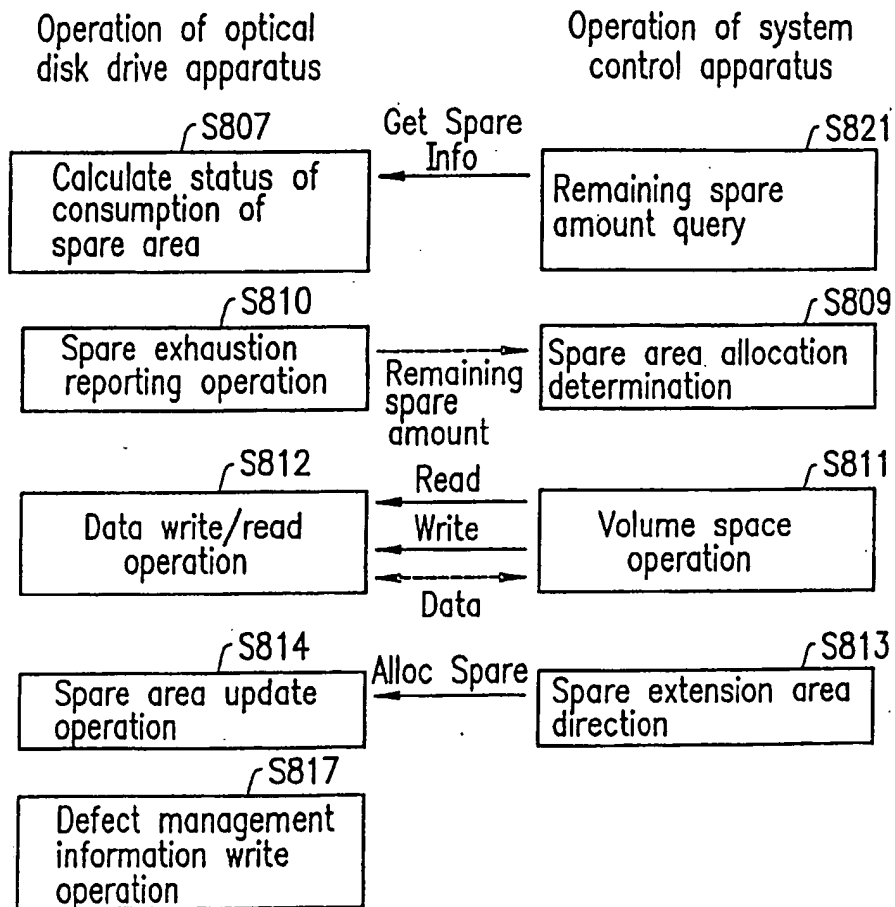 Operation of optical
disk drive apparatus
Operation of system
control apparatus
S807
Calculate status of
consumption of
spare area
Get Spare
Info
S821
Remaining spare
amount query
S810
Spare exhaustion
reporting operation
Remaining
spare
amount
S809
Spare area allocation
determination
S812
Data write/read
operation
Read
Write
Data
S811
Volume space
operation
S814
Spare area update
operation
Alloc Spare
S813
Spare extension area
direction
S817
Defect management
information write
operation